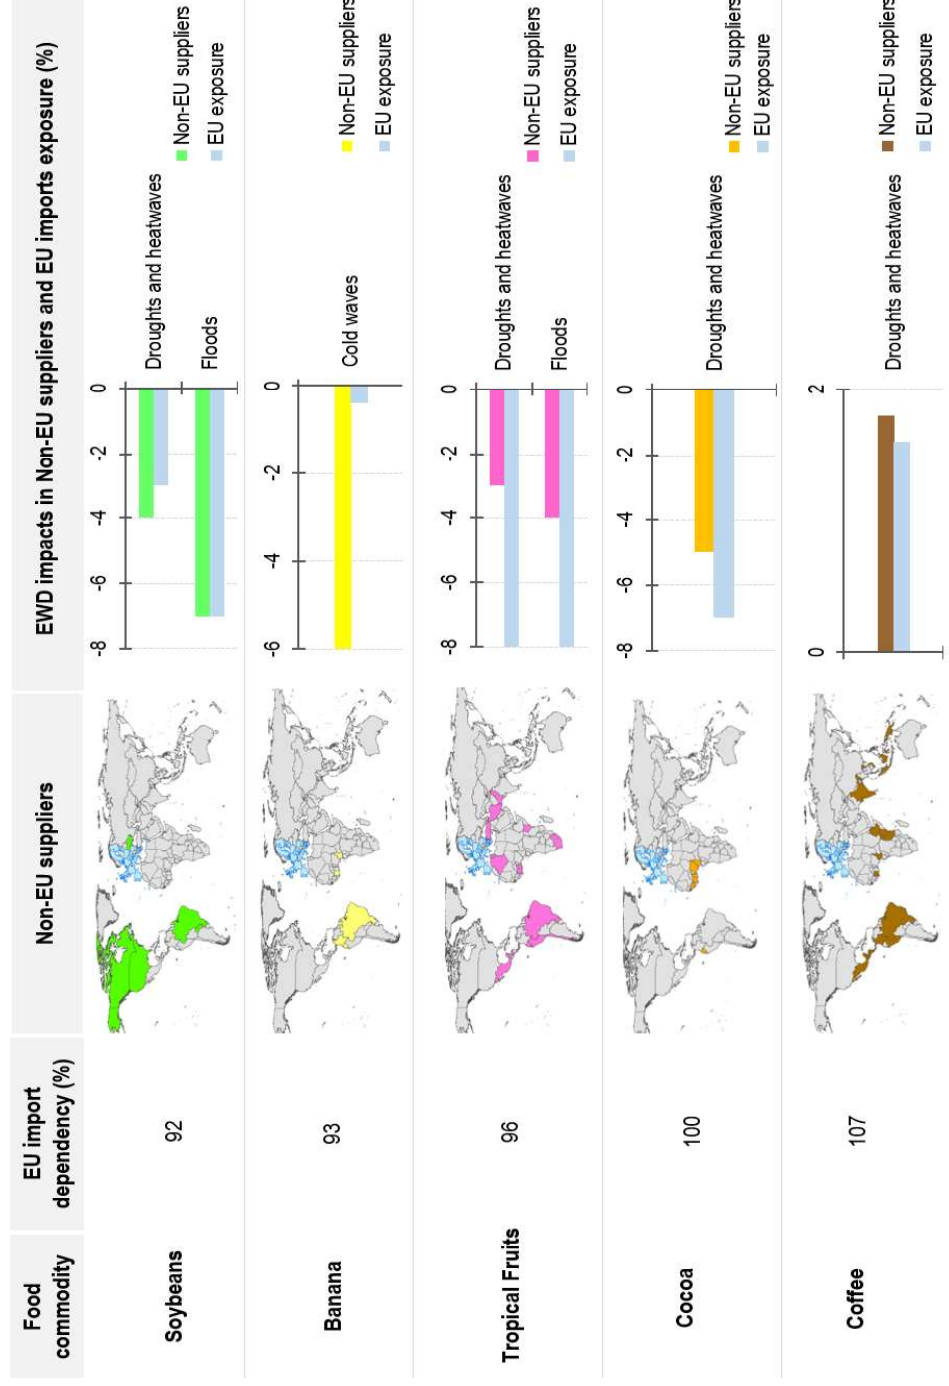 Food
commodity
EU import
dependency (%)
Non-EU suppliers
EWD impacts in Non-EU suppliers and EU imports exposure (%)
Soybeans
92
-8
-6
-4
-2
0
Droughts and heatwaves
Floods
Non-EU suppliers
EU exposure
Banana
93
-6
-4
-2
0
Cold waves
Non-EU suppliers
EU exposure
Tropical Fruits
96
-8
-6
-4
-2
0
Droughts and heatwaves
Floods
Non-EU suppliers
EU exposure
Cocoa
100
-8
-6
-4
-2
0
Droughts and heatwaves
Non-EU suppliers
EU exposure
Coffee
107
0
2
Droughts and heatwaves
Non-EU suppliers
EU exposure